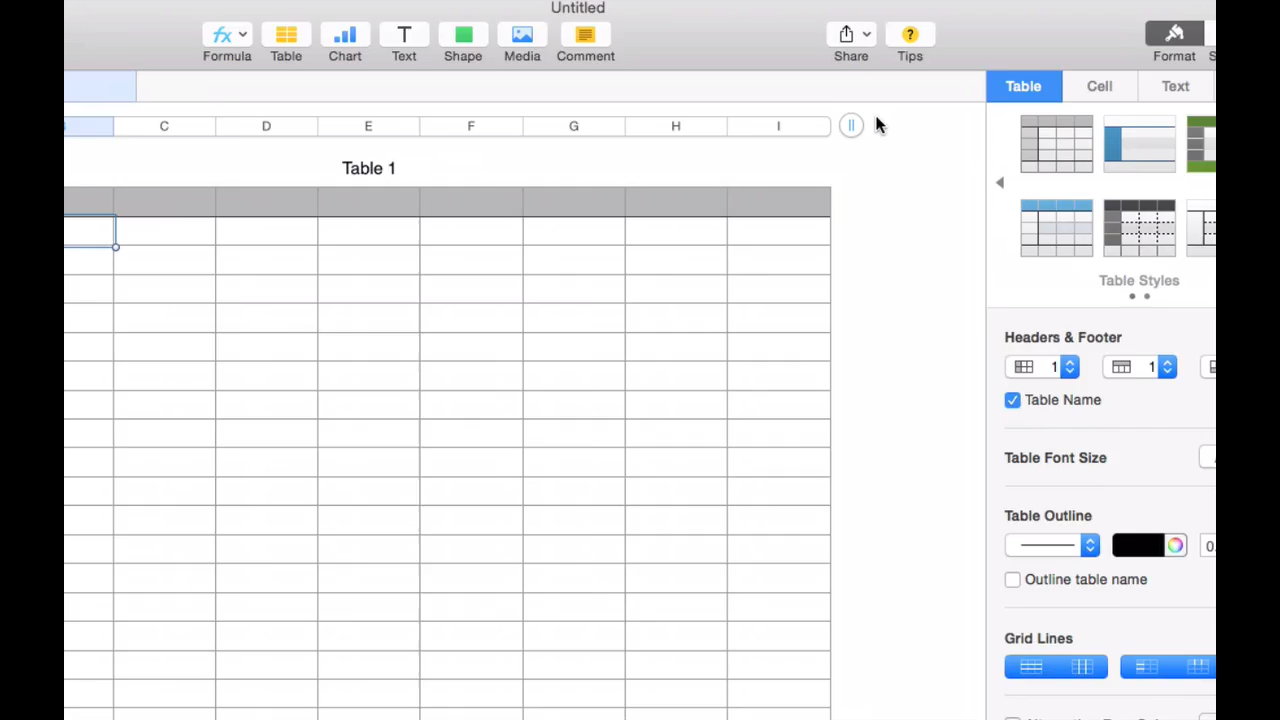 Untitled
Formula Table Chart Text Shape Media Comment Share Tips Format
Table Cell Text
C D E F G H I
Table 1
Table Styles
Headers & Footer
1 1
Table Name
Table Font Size
Table Outline
0.
Outline table name
Grid Lines